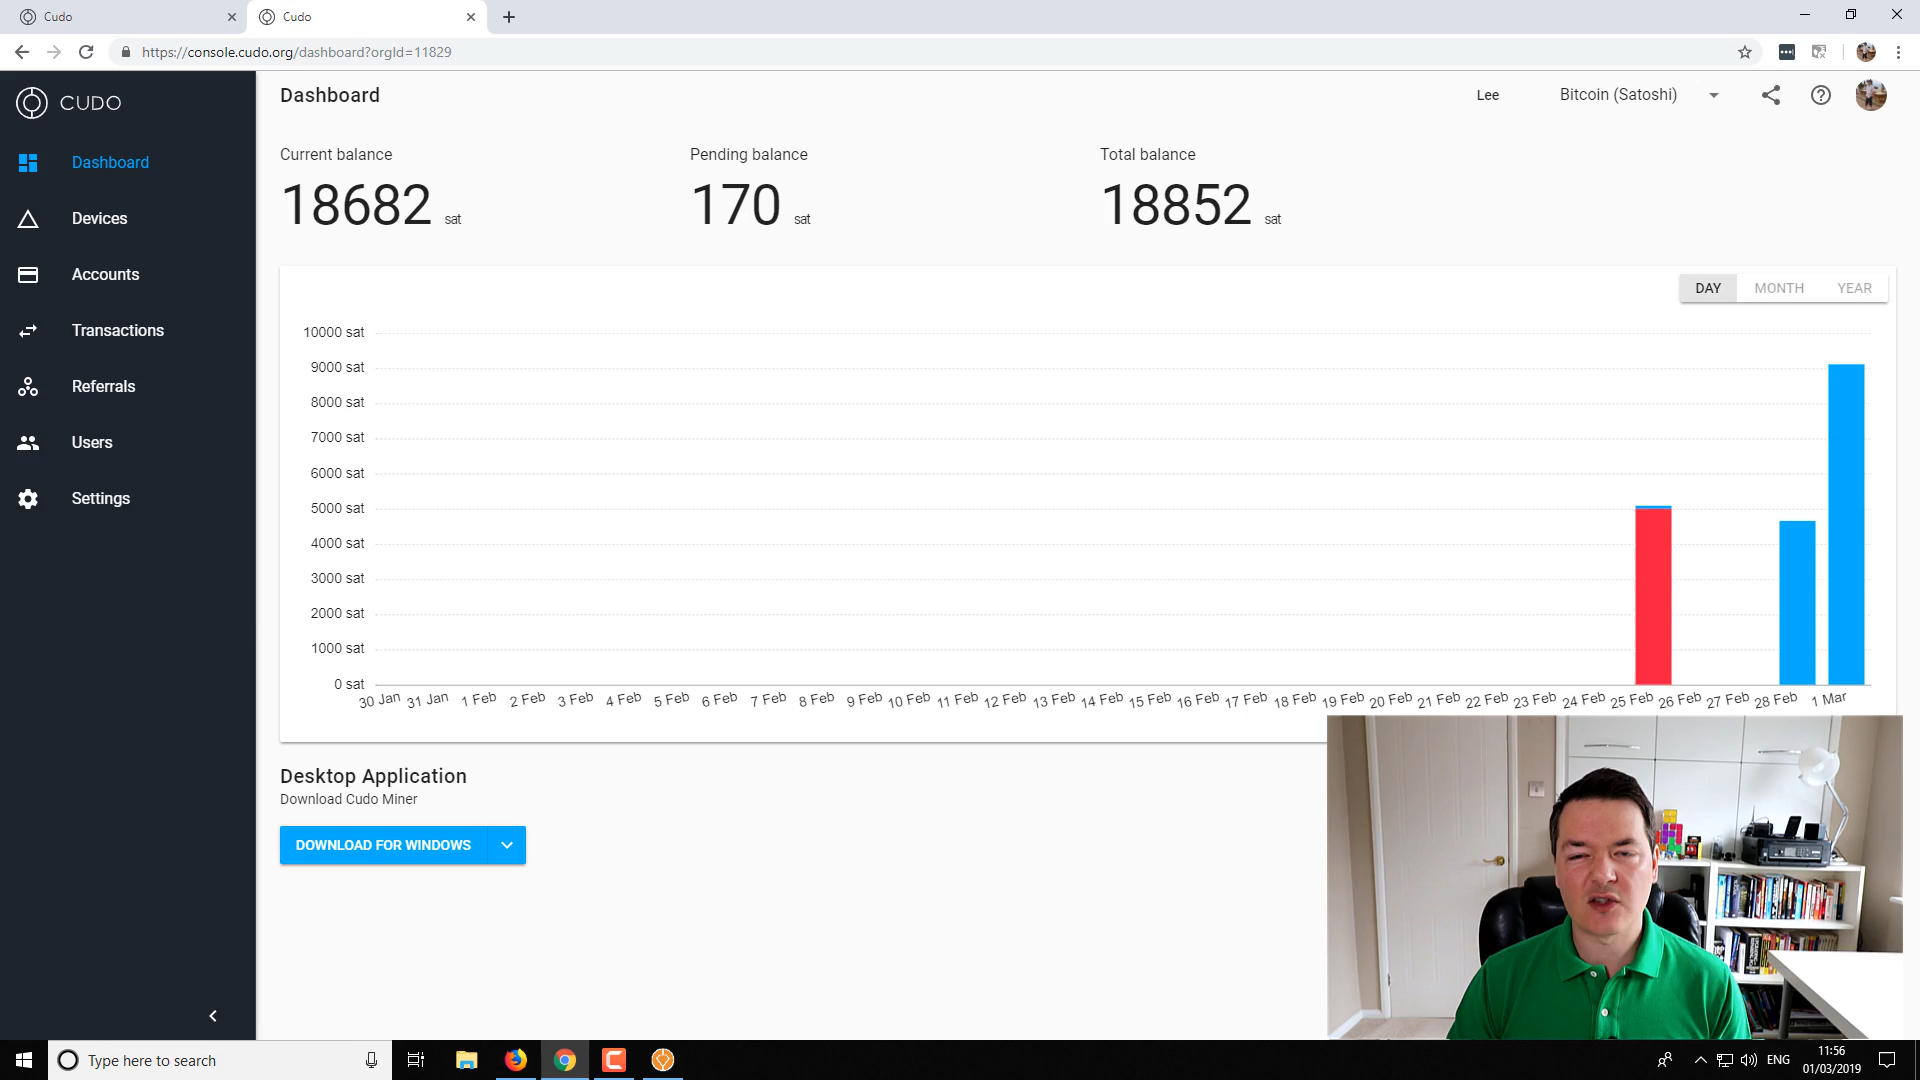 Cudo
Cudo
https://console.cudo.org/dashboard?orgId=11829
CUDO
Dashboard
Lee
Bitcoin (Satoshi)
Dashboard
Devices
Accounts
Transactions
Referrals
Users
Settings
Current balance
18682 sat
Pending balance
170 sat
Total balance
18852 sat
DAY MONTH YEAR
10000 sat
9000 sat
8000 sat
7000 sat
6000 sat
5000 sat
4000 sat
3000 sat
2000 sat
1000 sat
0 sat
30 Jan 31 Jan 1 Feb 2 Feb 3 Feb 4 Feb 5 Feb 6 Feb 7 Feb 8 Feb 9 Feb 10 Feb 11 Feb 12 Feb 13 Feb 14 Feb 15 Feb 16 Feb 17 Feb 18 Feb 19 Feb 20 Feb 21 Feb 22 Feb 23 Feb 24 Feb 25 Feb 26 Feb 27 Feb 28 Feb 1 Mar
Desktop Application
Download Cudo Miner
DOWNLOAD FOR WINDOWS
Type here to search
ENG
11:56
01/03/2019